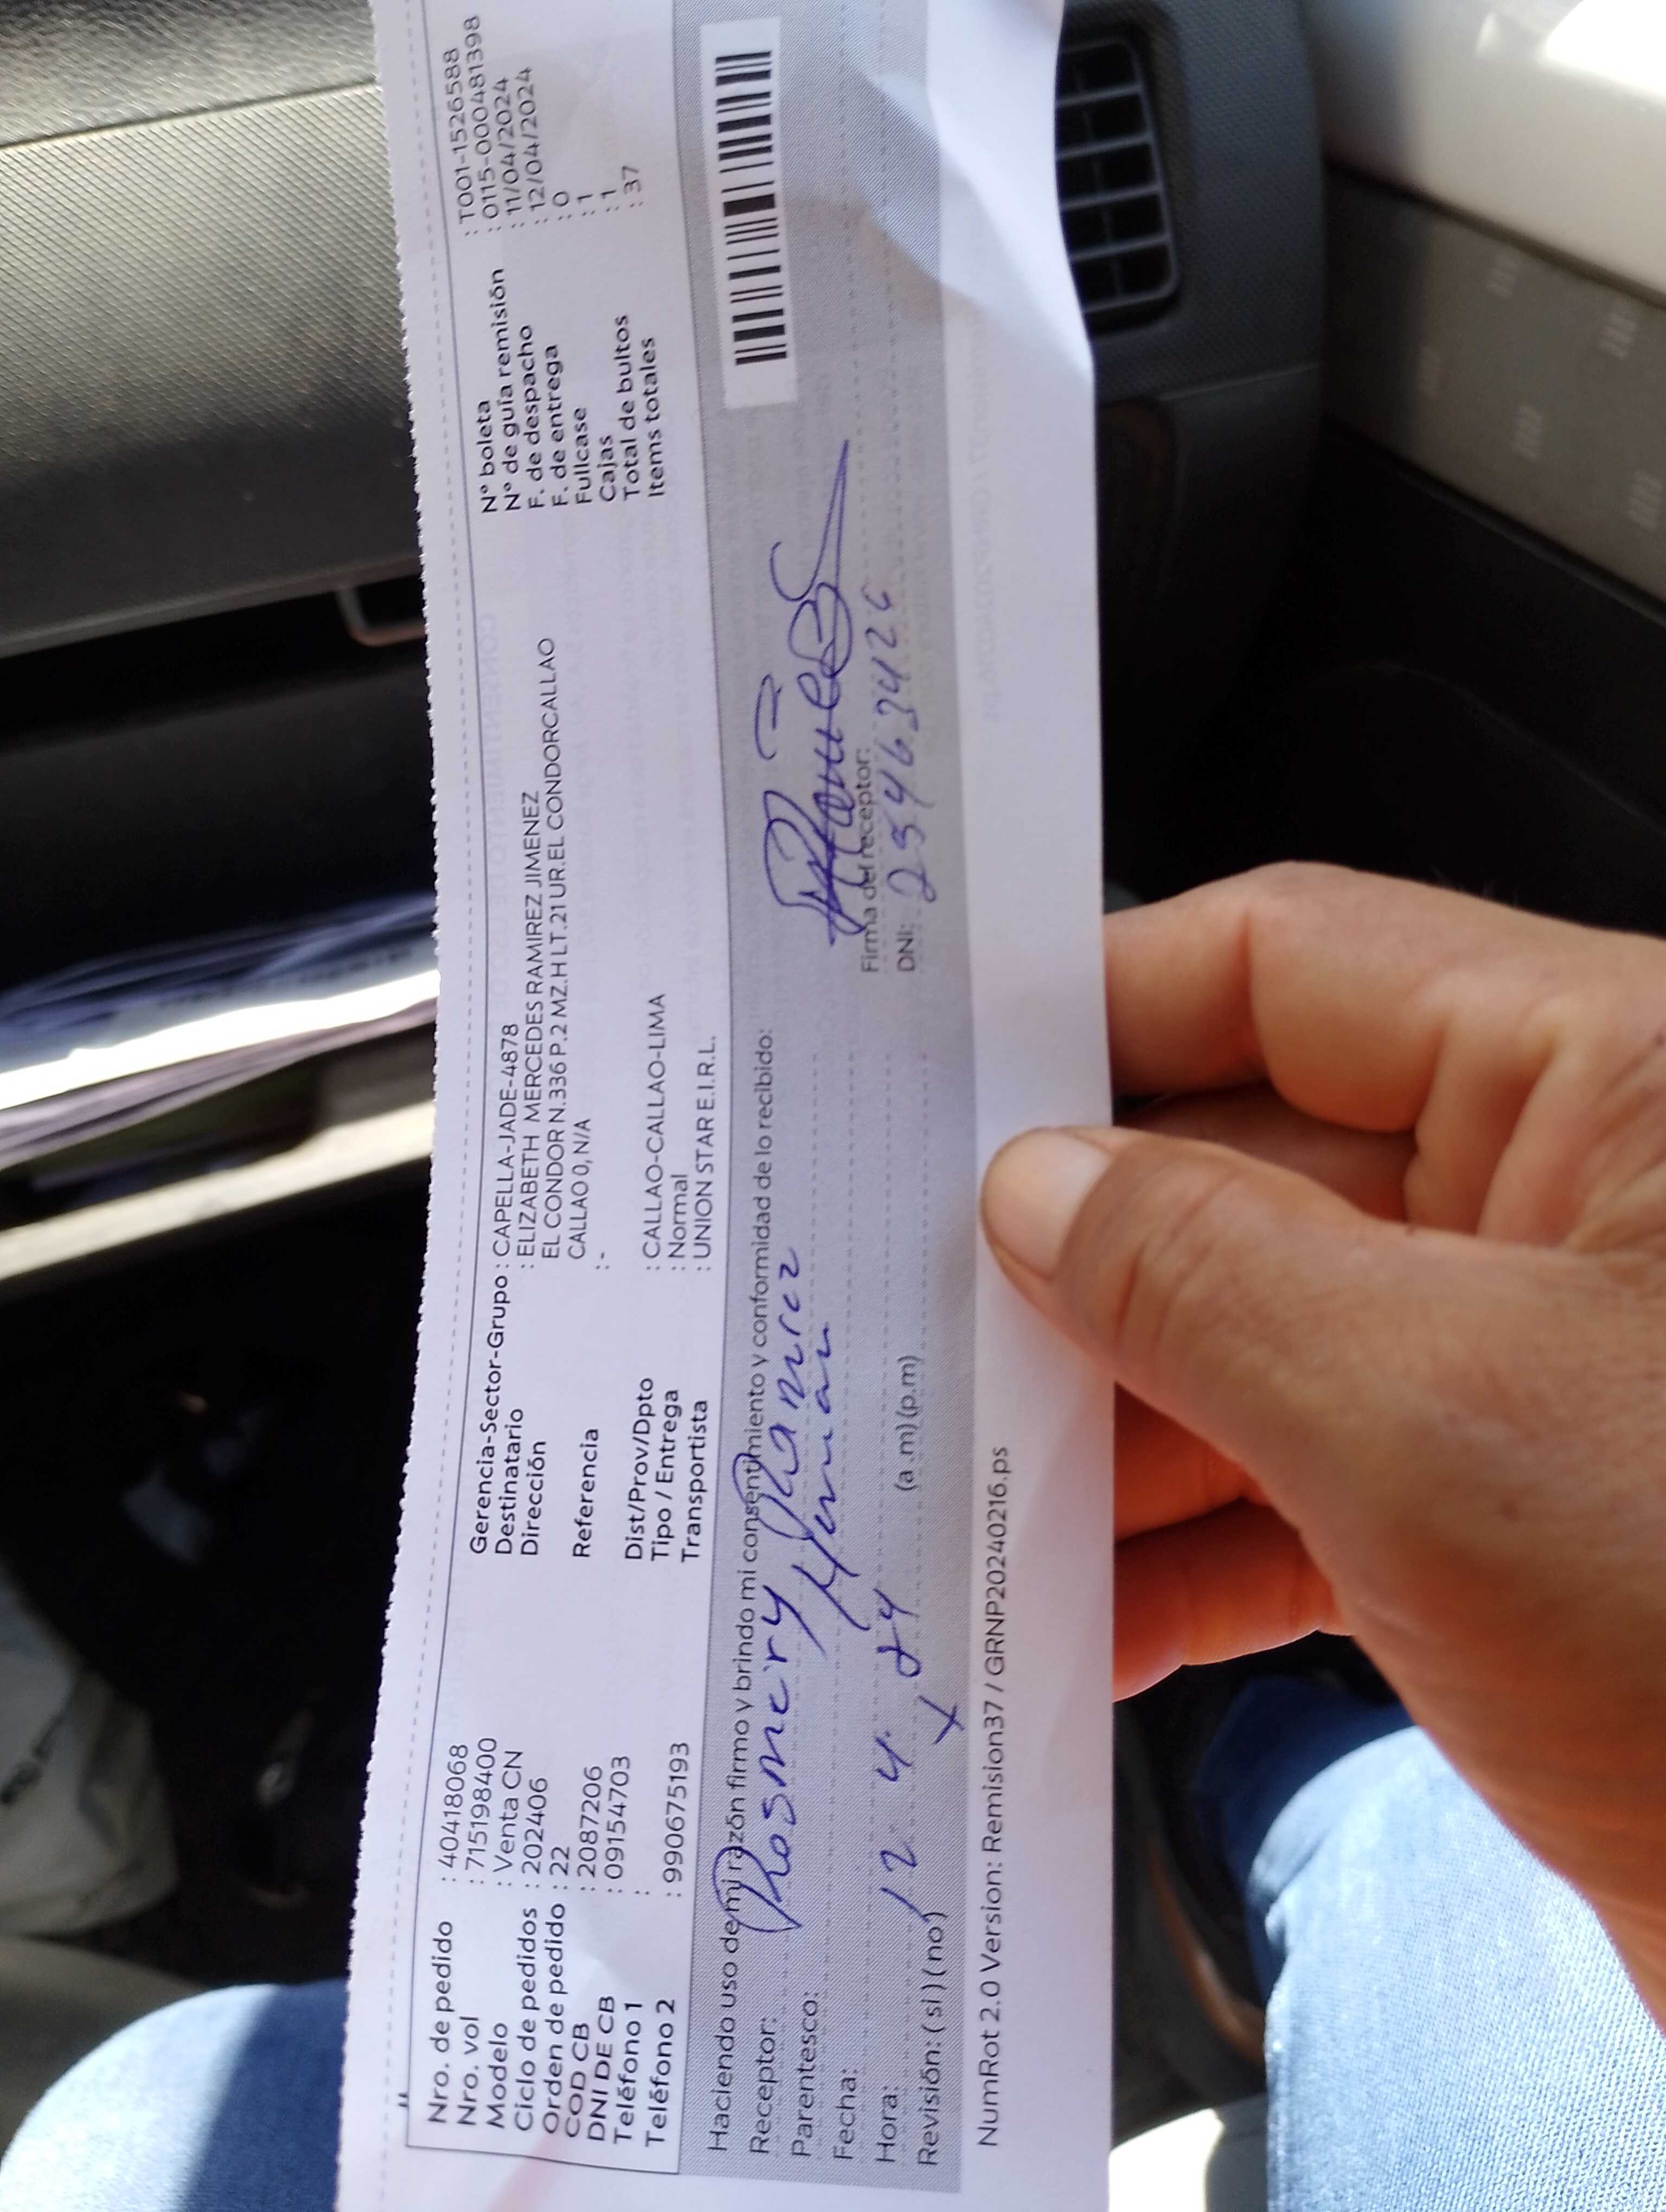 Nro. de pedido : 40418068
Nro. vol : 715198400
Modelo : Venta CN
Ciclo de pedidos : 202406
Orden de pedido : 22
COD CB : 2087206
DNI DE CB : 09154703
Teléfono 1 :
Teléfono 2 : 990675193
Gerencia-Sector-Grupo : CAPELLA-JADE-4878
Destinatario : ELIZABETH MERCEDES RAMIREZ JIMENEZ
Dirección EL CONDOR N.336 P.2 MZ.H LT.21 UR.EL CONDORCALLAO
CALLAO 0, N/A
Referencia : -
Dist/Prov/Dpto : CALLAO-CALLAO-LIMA
Tipo / Entrega : Normal
Transportista : UNION STAR E.I.R.L.
N° boleta : T001-1526588
N° de guía remisión : 0115-000481398
F. de despacho : 11/04/2024
F. de entrega : 12/04/2024
Fullcase : 0
Cajas : 1
Total de bultos : 1
Items totales : 37
Haciendo uso de mi razón firmo y brindo mi consentimiento y conformidad de lo recibido:
Receptor: Rosmery Ramirez
Parentesco: Herman
Fecha: 12 4 24
Hora: (a.m) (p.m)
Revisión: (si) (no) X
Firma del receptor:
DNI:
NumRot 2.0 Version: Remision37 / GRNP20240216.ps